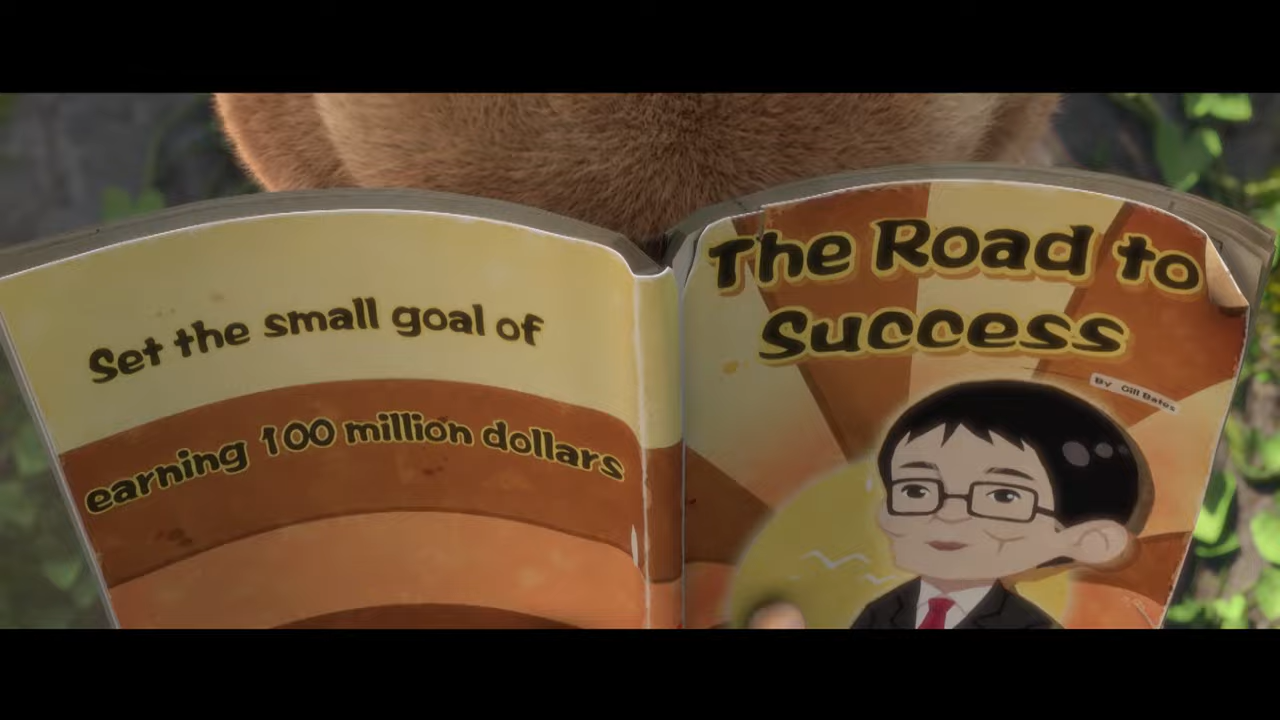 Set the small goal of
earning 100 million dollars
The Road to
Success
By Gill Bates